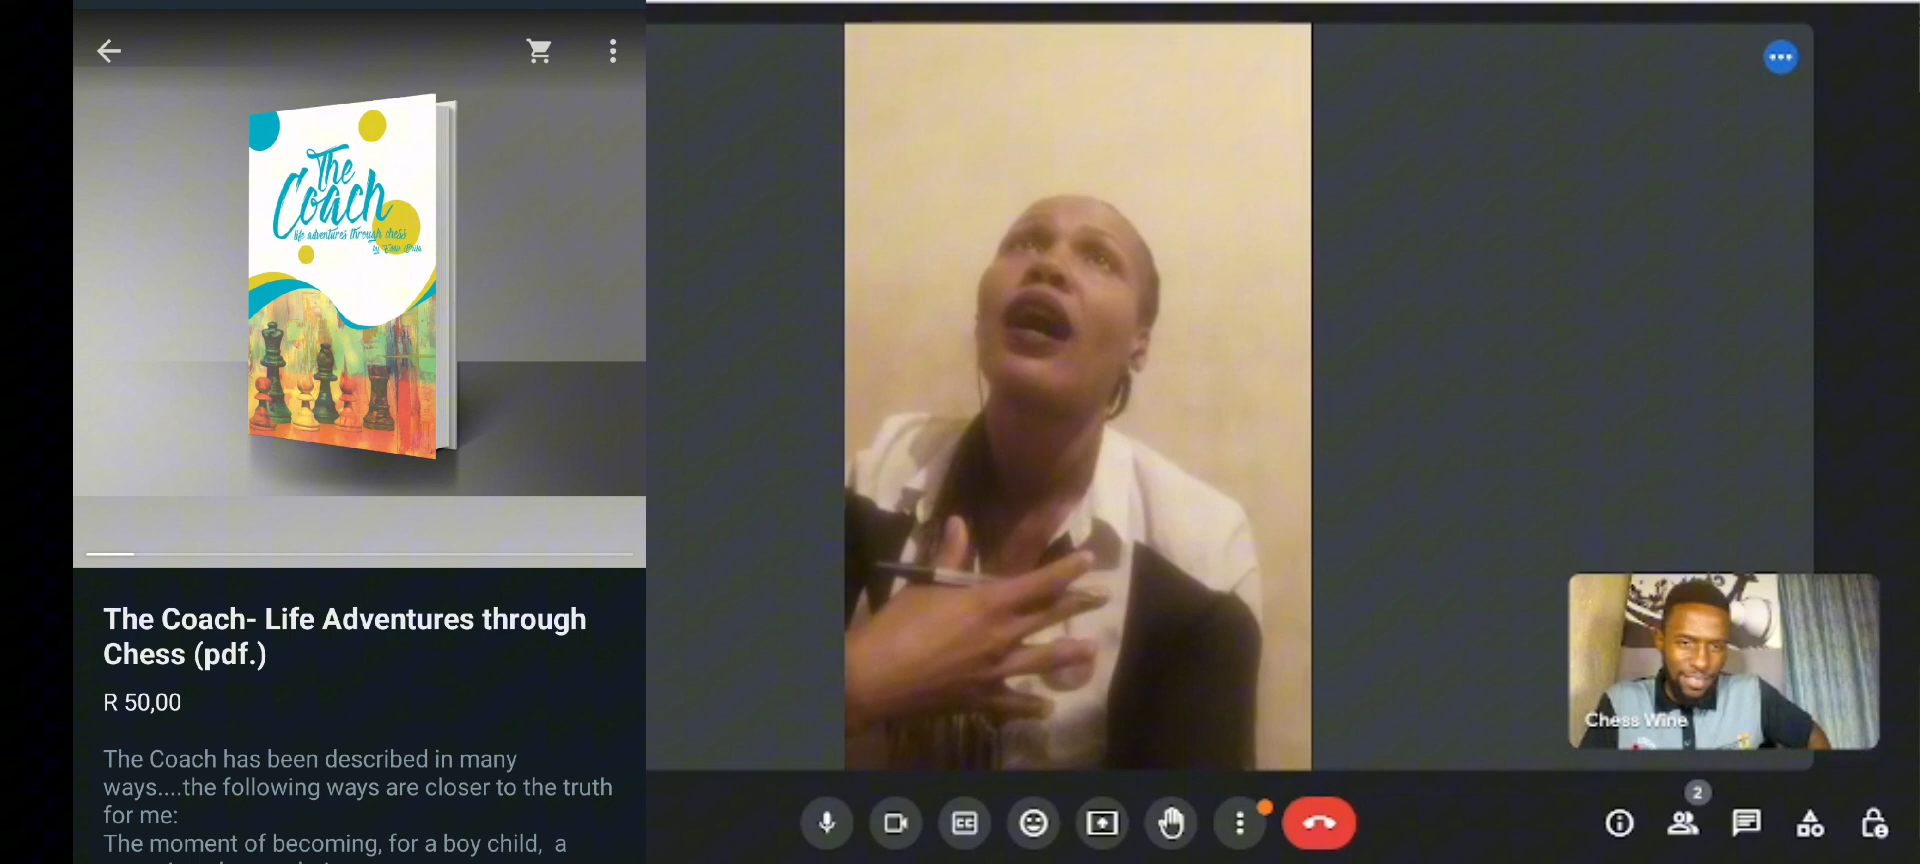 The
Coach
life adventures through chess
by
The Coach- Life Adventures through
Chess (pdf.)
R 50,00
The Coach has been described in many
ways....the following ways are closer to the truth
for me:
The moment of becoming, for a boy child, a
Chess Wine
CC
2